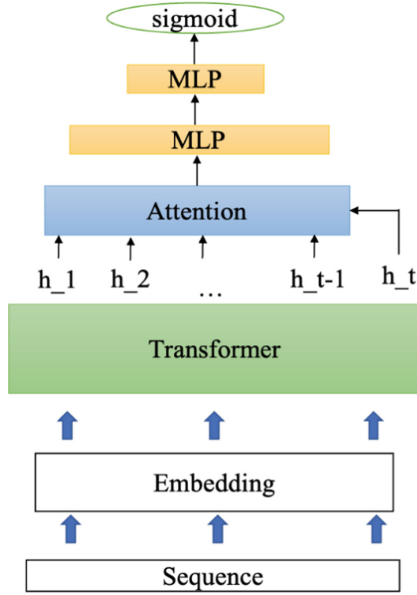 sigmoid
MLP
MLP
Attention
h_1 h_2 ... h_t-1 h_t
Transformer
Embedding
Sequence